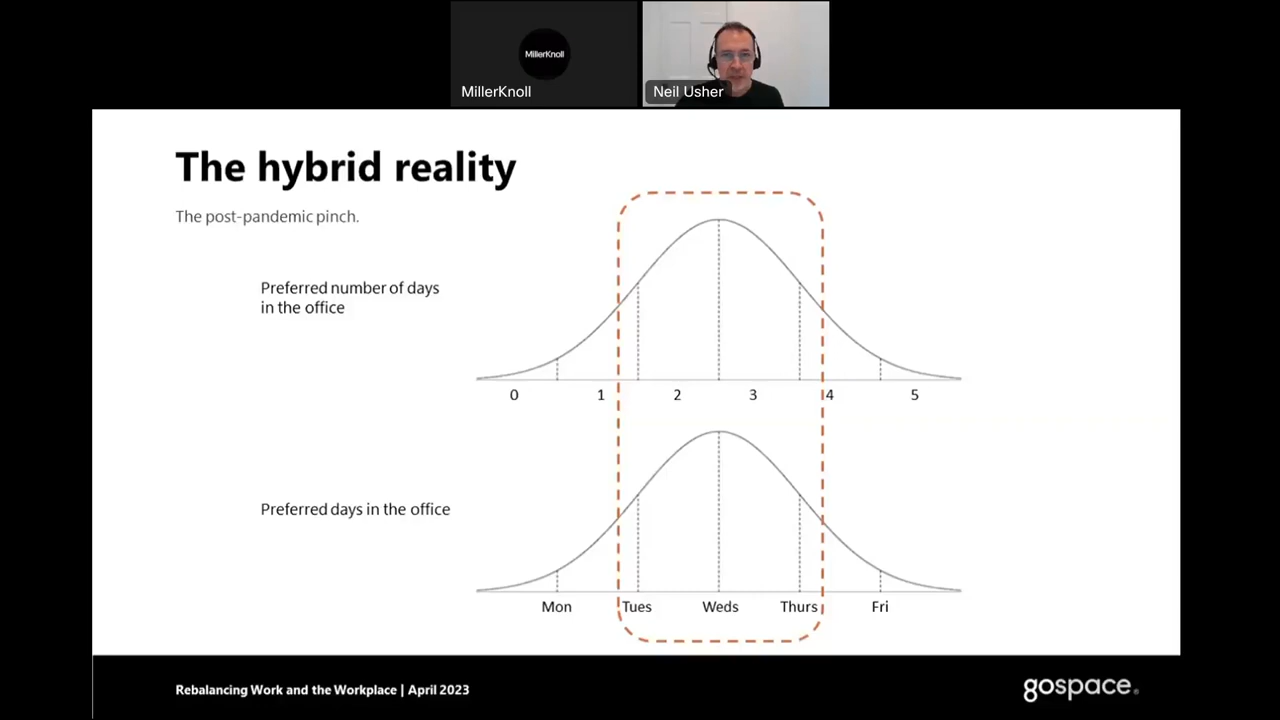 MillerKnoll
MillerKnoll
Neil Usher
The hybrid reality
The post-pandemic pinch.
Preferred number of days
in the office
0 1 2 3 4 5
Preferred days in the office
Mon Tues Weds Thurs Fri
Rebalancing Work and the Workplace | April 2023
gospace.